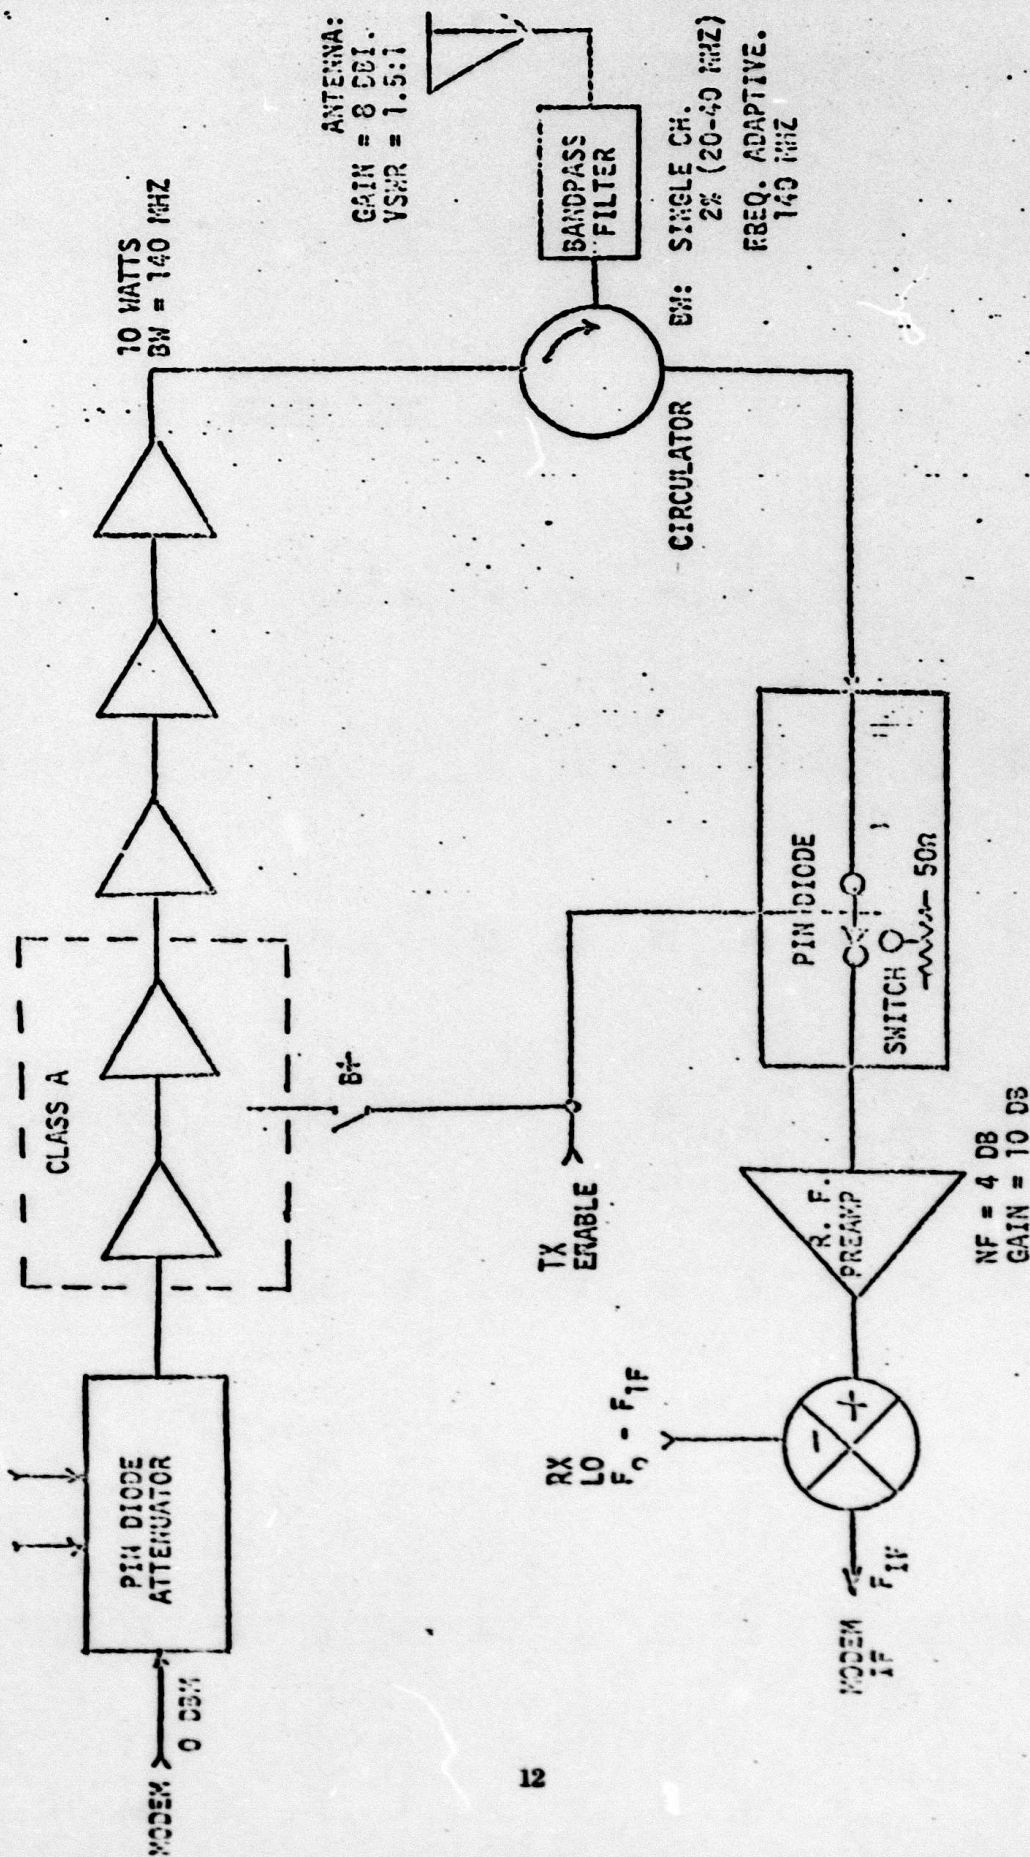 MODEM
0 DBM
PIN DIODE
ATTENUATOR
CLASS A
10 WATTS
BW = 140 MHZ
ANTENNA:
GAIN = 8 DBI.
VSWR = 1.5:1
BANDPASS
FILTER
BW: SINGLE CH.
2% (20-40 MHZ)
FREQ. ADAPTIVE.
140 MHZ
CIRCULATOR
B+
TX
ENABLE
PIN DIODE
SWITCH
50Ω
R. F.
PREAMP
NF = 4 DB
GAIN = 10 DB
RX
LO
- F IF
- +
MODEM
IF
12